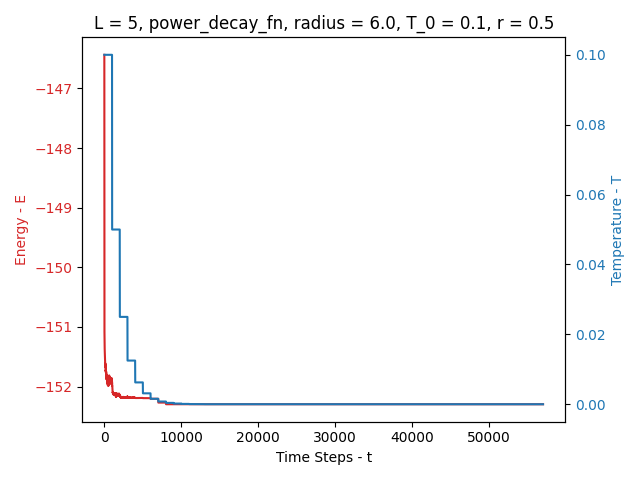 L = 5, power_decay_fn, radius = 6.0, T_0 = 0.1, r = 0.5
Energy - E
−147
−148
−149
−150
−151
−152
0.10
0.08
0.06
0.04
0.02
0.00
Temperature - T
0 10000 20000 30000 40000 50000
Time Steps - t